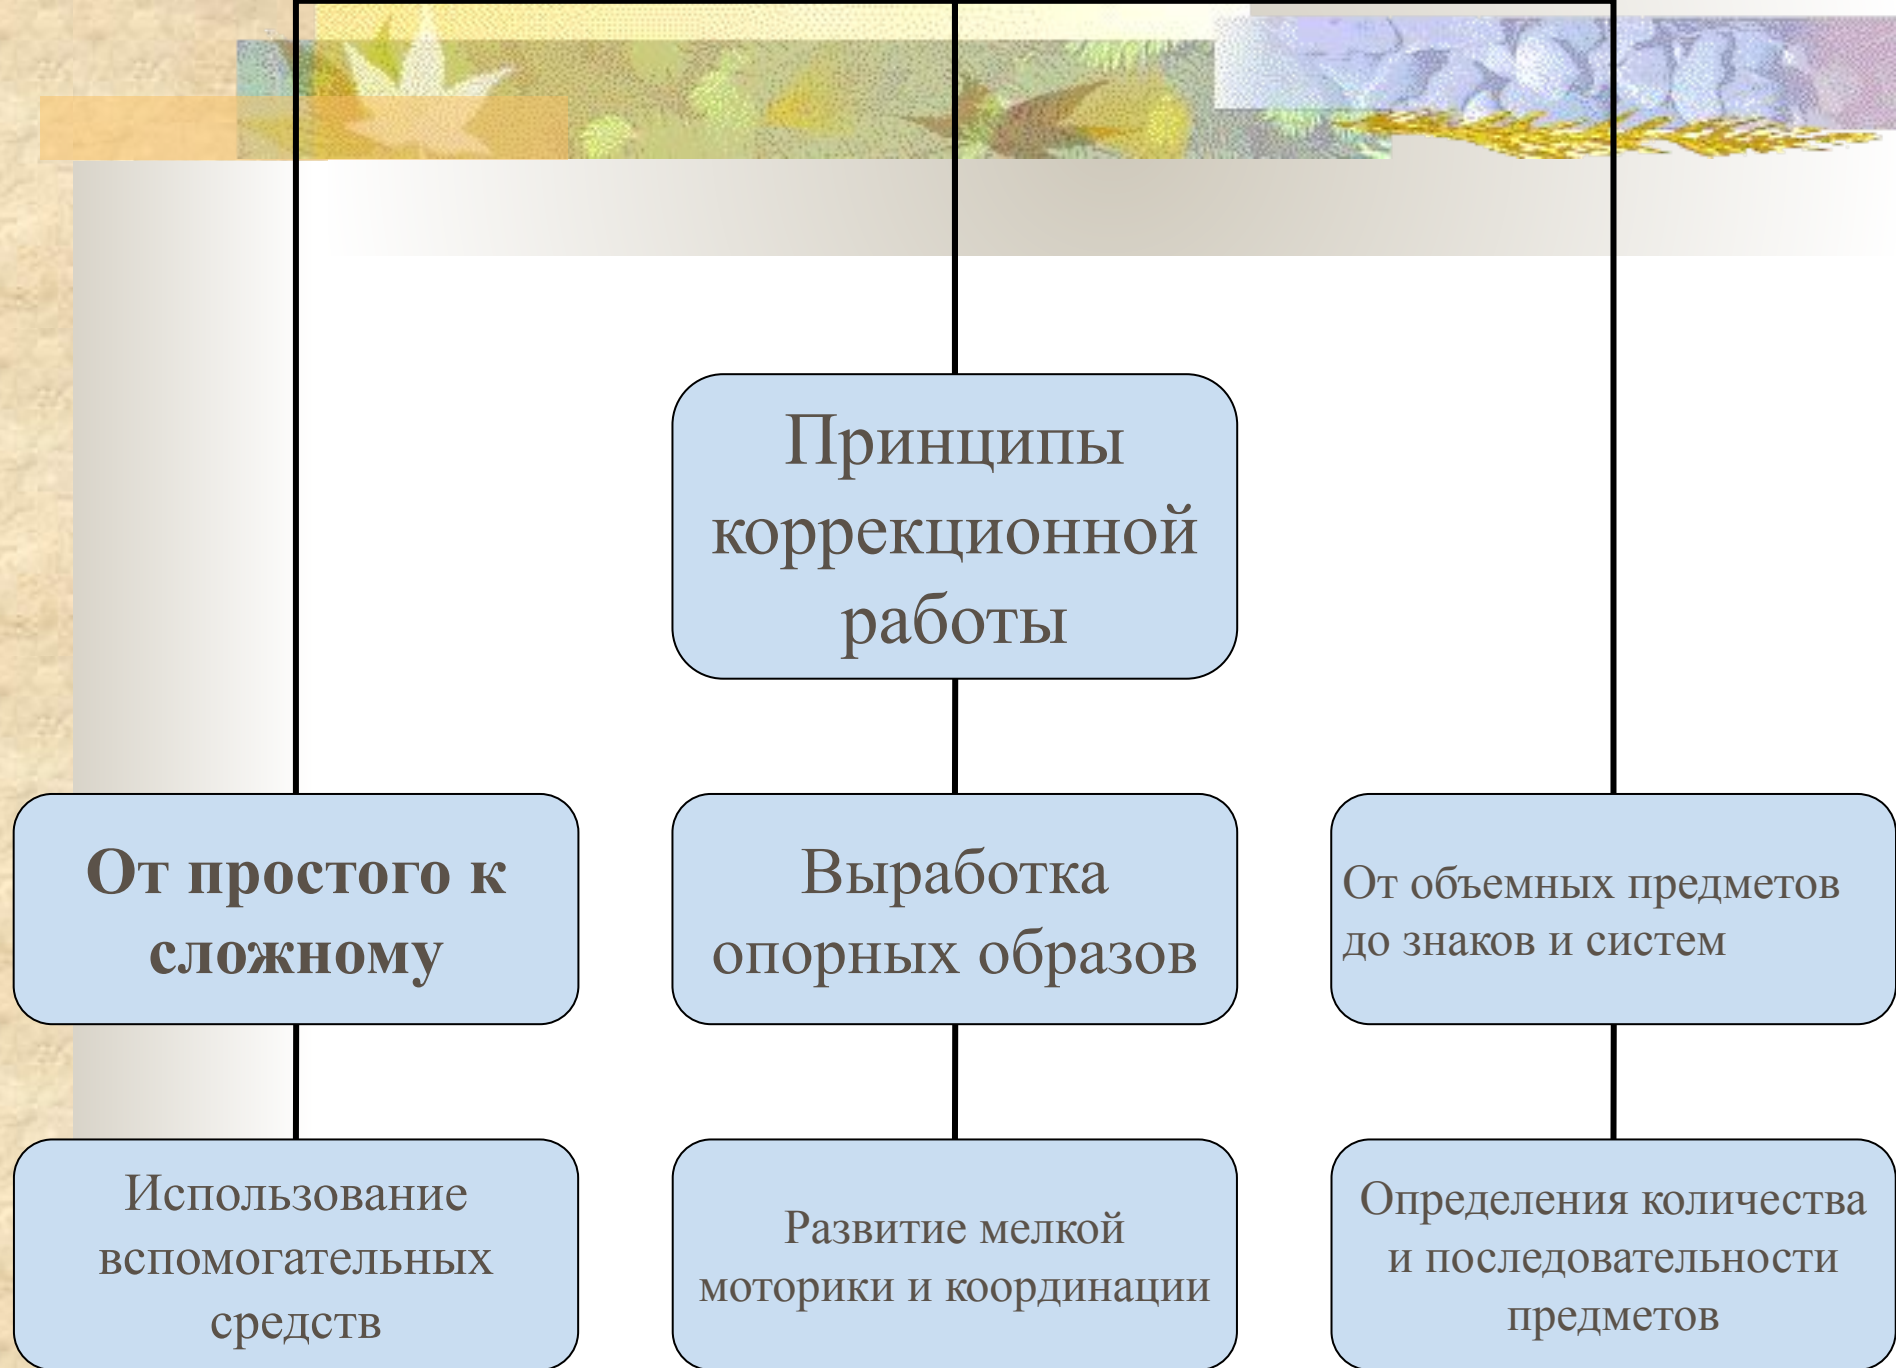 Принципы
коррекционной
работы
От простого к
сложному
Выработка
опорных образов
От объемных предметов
до знаков и систем
Использование
вспомогательных
средств
Развитие мелкой
моторики и координации
Определения количества
и последовательности
предметов